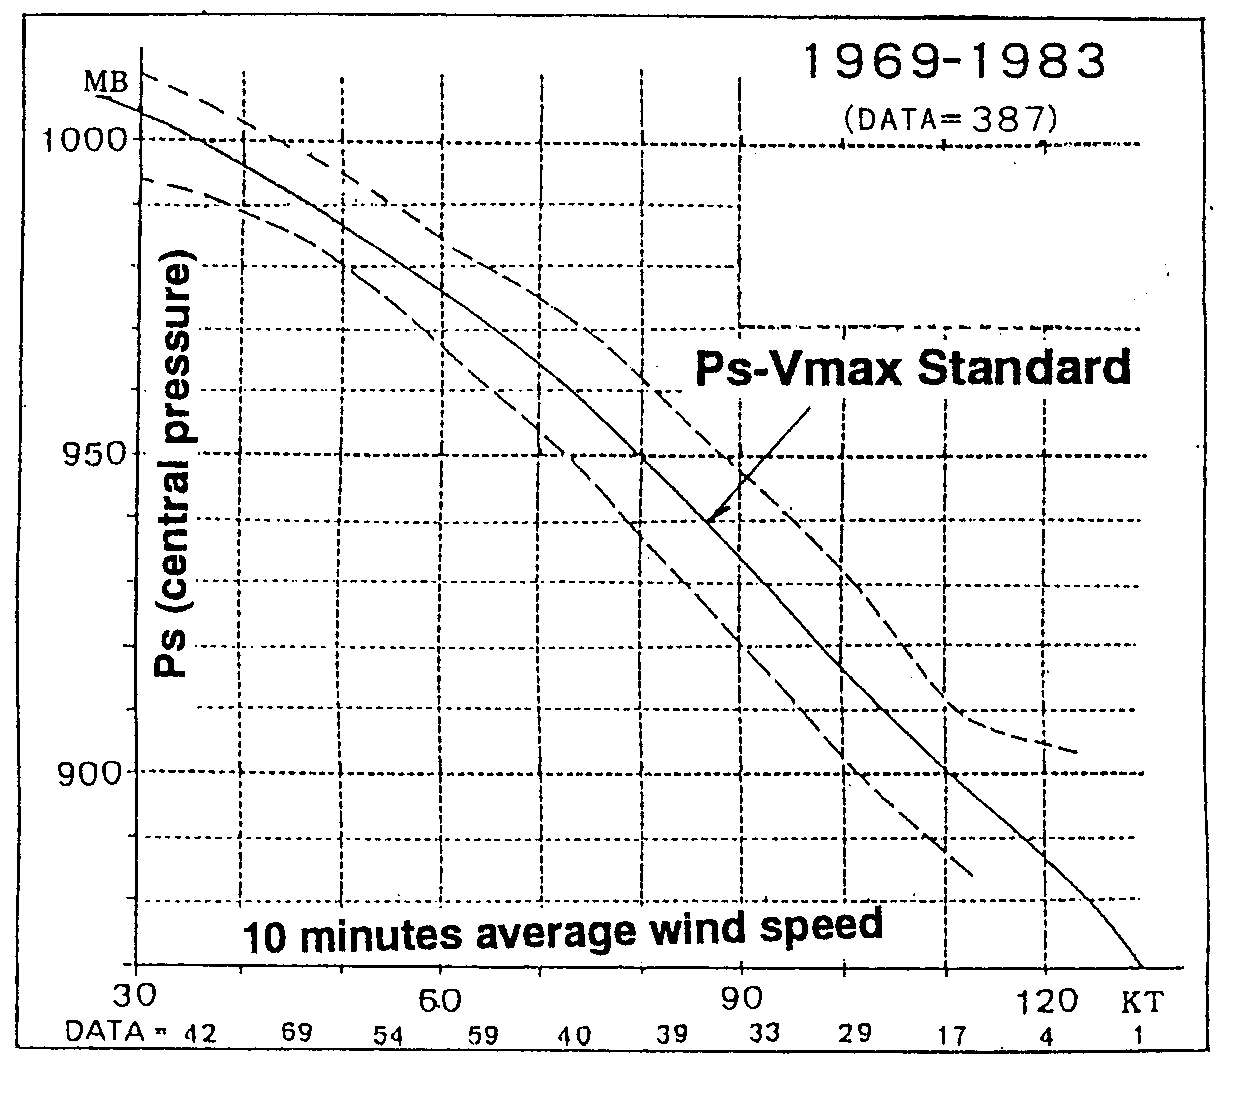 1969-1983
(DATA=387)
MB
1000
950
900
Ps (central pressure)
Ps-Vmax Standard
10 minutes average wind speed
30 60 90 120 KT
DATA = 42 69 54 59 40 39 33 29 17 4 1